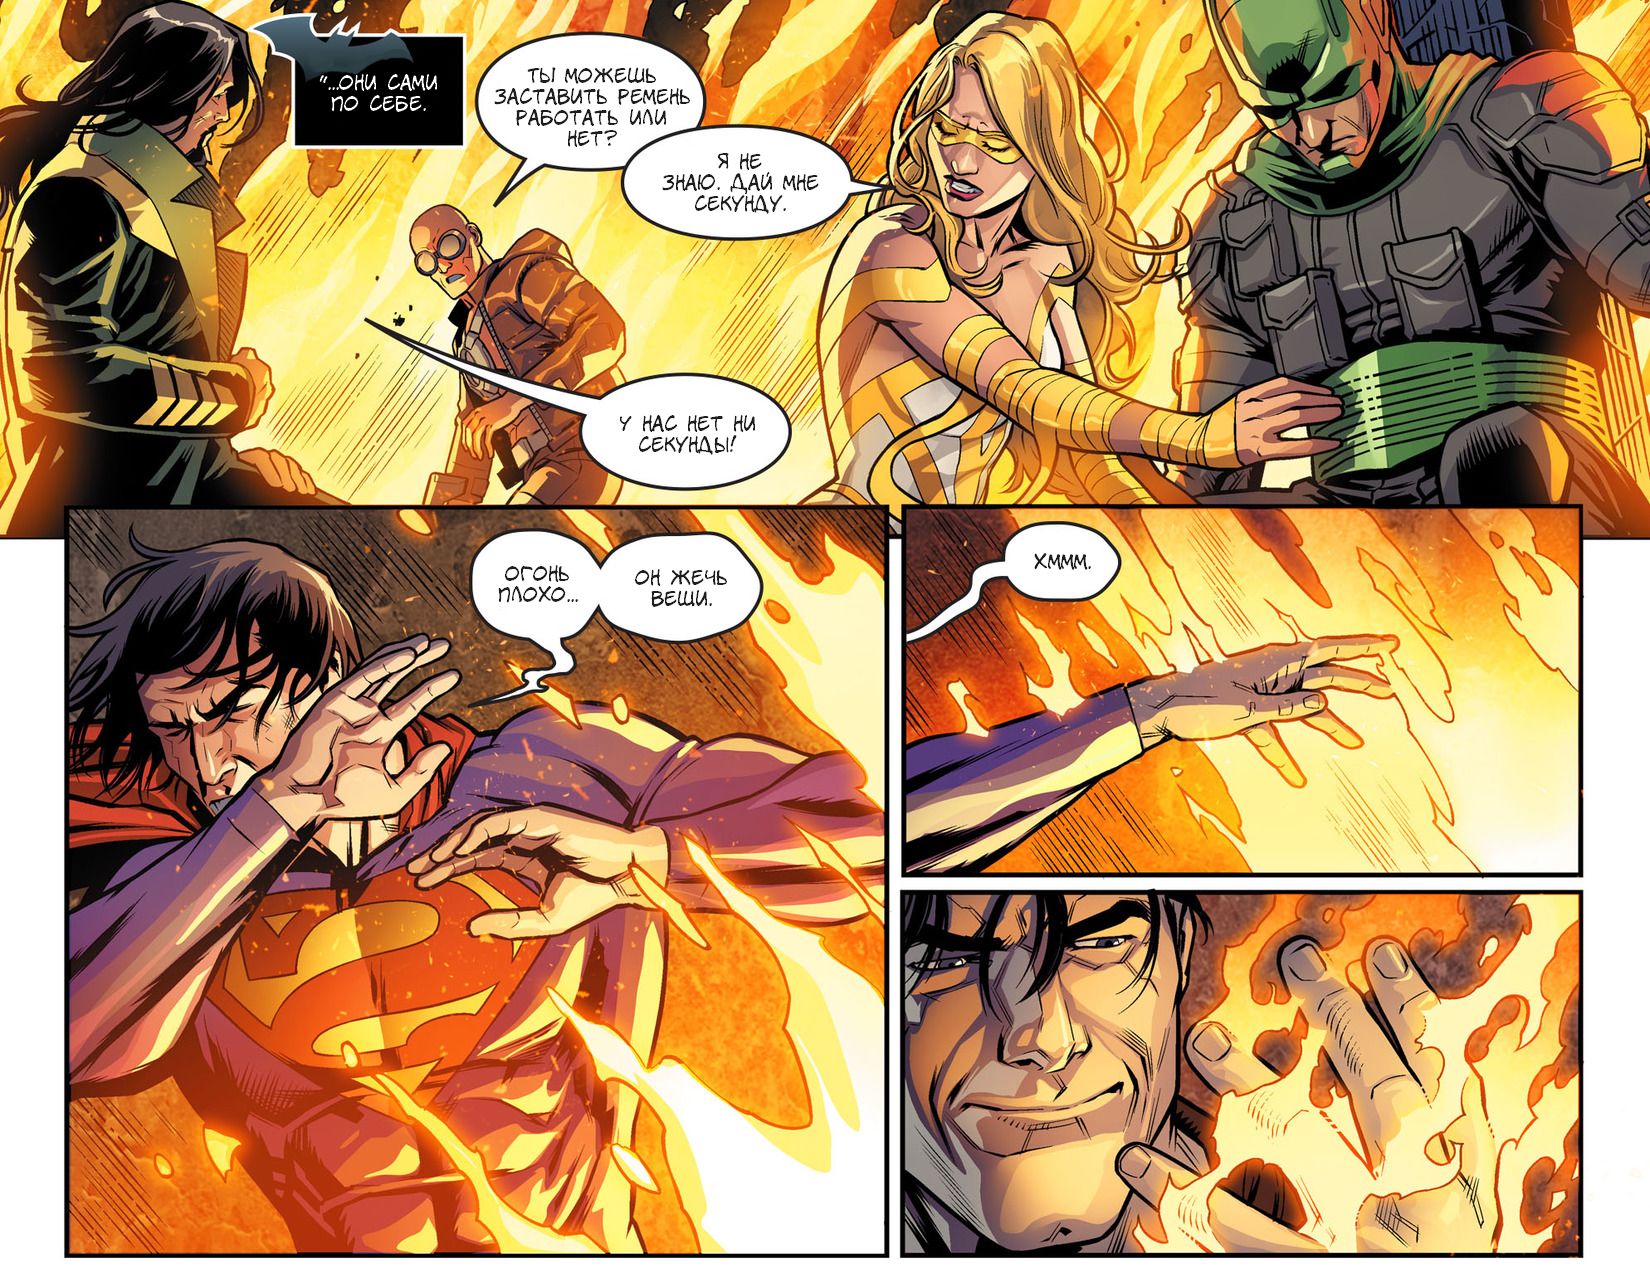 "...ОНИ САМИ
ПО СЕБЕ.
ТЫ МОЖЕШЬ
ЗАСТАВИТЬ РЕМЕНЬ
РАБОТАТЬ ИЛИ
НЕТ?
Я НЕ
ЗНАЮ. ДАЙ МНЕ
СЕКУНДУ.
У НАС НЕТ НИ
СЕКУНДЫ!
ОГОНЬ
ПЛОХО...
ОН ЖЕЧЬ
ВЕЩИ.
ХМММ.